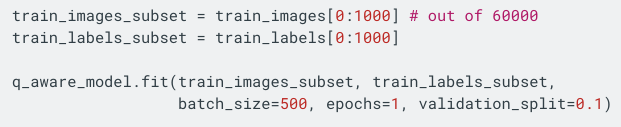 train_images_subset = train_images[0:1000] # out of 60000
train_labels_subset = train_labels[0:1000]

q_aware_model.fit(train_images_subset, train_labels_subset,
                  batch_size=500, epochs=1, validation_split=0.1)